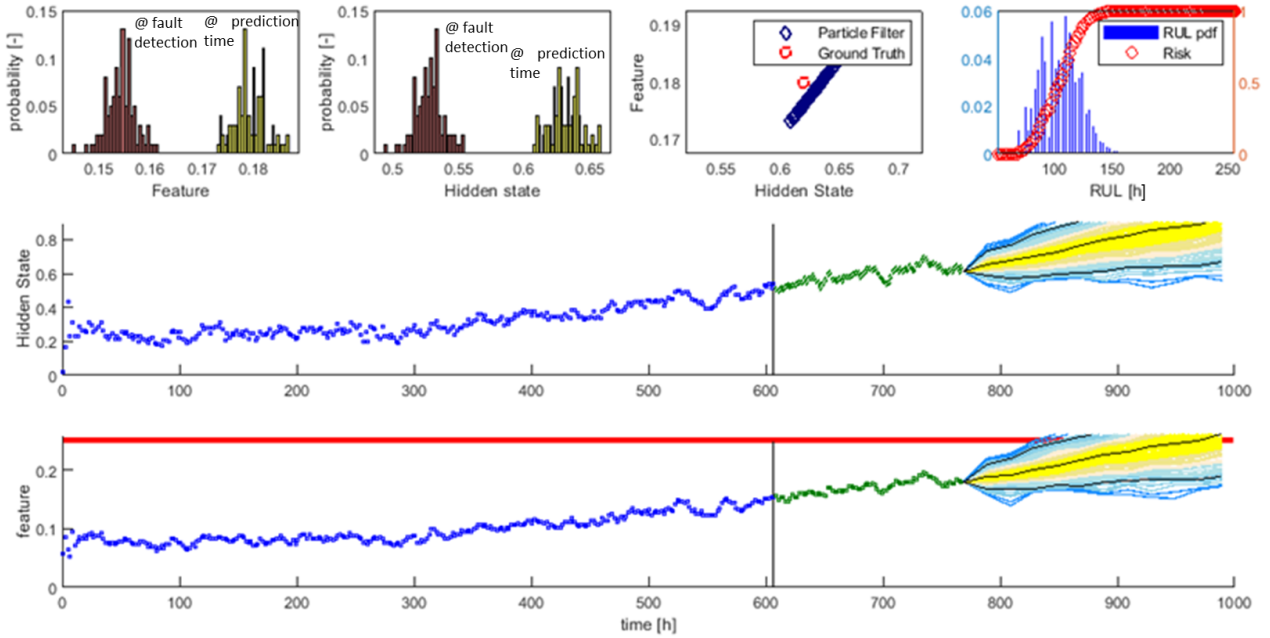 0.15
0.1
0.05
0
probability [-]
@ fault
detection
@ prediction
time
0.15 0.16 0.17 0.18
Feature
0.15
0.1
0.05
0
probability [-]
@ fault
detection
@ prediction
time
0.5 0.55 0.6 0.65
Hidden state
0.19
0.18
0.17
Feature
Particle Filter
Ground Truth
0.55 0.6 0.65 0.7
Hidden State
0.06
0.04
0.02
0
RUL pdf
Risk
1
0.5
0
100 150 200 250
RUL [h]
0.8
0.6
0.4
0.2
0
Hidden State
0 100 200 300 400 500 600 700 800 900 1000
0.2
0.1
0
feature
0 100 200 300 400 500 600 700 800 900 1000
time [h]